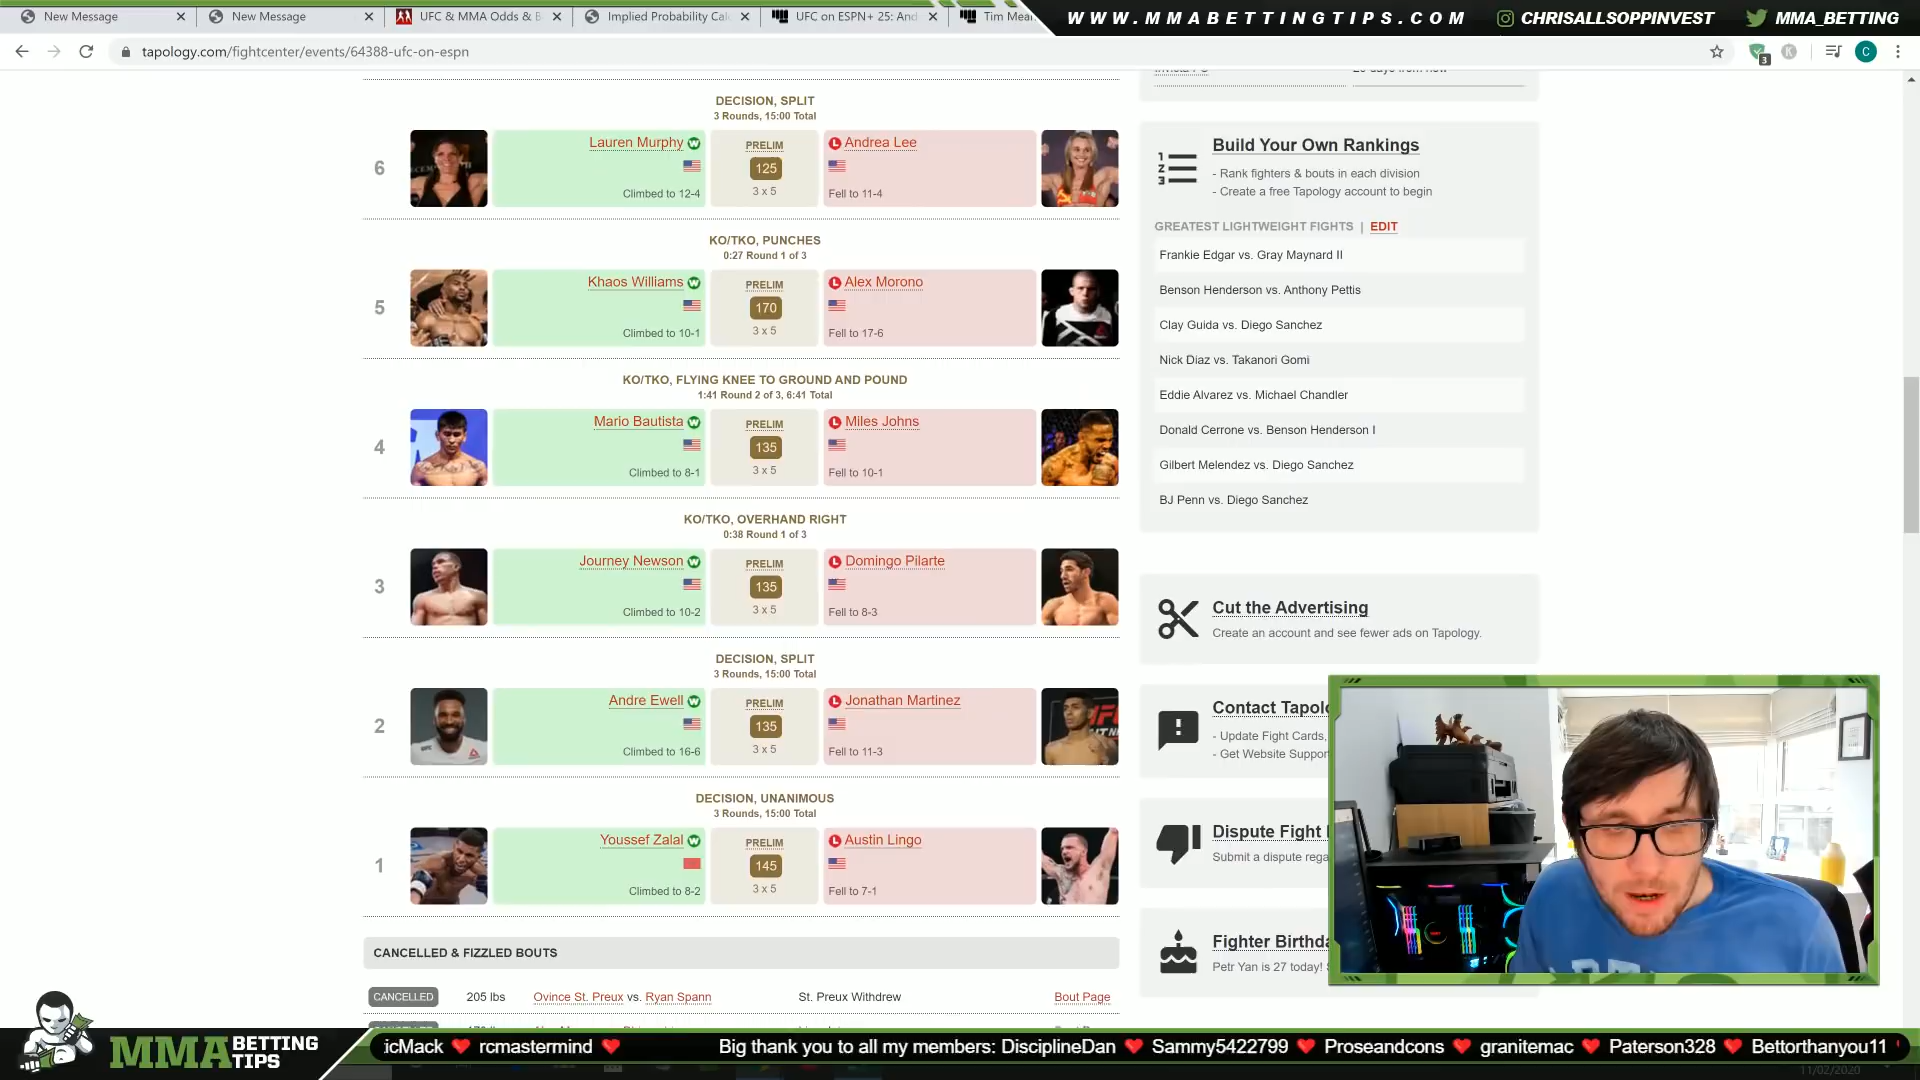 New Message
New Message
UFC & MMA Odds & B
Implied Probability Cal
UFC on ESPN+ 25: And
Tim Mea
WWW.MMABETTINGTIPS.COM
CHRISALLSOPPINVEST
MMA_BETTING
tapology.com/fightcenter/events/64388-ufc-on-espn
3
K
C
DECISION, SPLIT
3 Rounds, 15:00 Total
6
Lauren Murphy W
PRELIM
125
3 x 5
L Andrea Lee
Climbed to 12-4
Fell to 11-4
KO/TKO, PUNCHES
0:27 Round 1 of 3
5
Khaos Williams W
PRELIM
170
3 x 5
L Alex Morono
Climbed to 10-1
Fell to 17-6
KO/TKO, FLYING KNEE TO GROUND AND POUND
1:41 Round 2 of 3, 6:41 Total
4
Mario Bautista W
PRELIM
135
3 x 5
L Miles Johns
Climbed to 8-1
Fell to 10-1
KO/TKO, OVERHAND RIGHT
0:38 Round 1 of 3
3
Journey Newson W
PRELIM
135
3 x 5
L Domingo Pilarte
Climbed to 10-2
Fell to 8-3
DECISION, SPLIT
3 Rounds, 15:00 Total
2
Andre Ewell W
PRELIM
135
3 x 5
L Jonathan Martinez
Climbed to 16-6
Fell to 11-3
DECISION, UNANIMOUS
3 Rounds, 15:00 Total
1
Youssef Zalal W
PRELIM
145
3 x 5
L Austin Lingo
Climbed to 8-2
Fell to 7-1
CANCELLED & FIZZLED BOUTS
CANCELLED 205 lbs Ovince St. Preux vs. Ryan Spann St. Preux Withdrew Bout Page
Build Your Own Rankings
- Rank fighters & bouts in each division
- Create a free Tapology account to begin
GREATEST LIGHTWEIGHT FIGHTS | EDIT
Frankie Edgar vs. Gray Maynard II
Benson Henderson vs. Anthony Pettis
Clay Guida vs. Diego Sanchez
Nick Diaz vs. Takanori Gomi
Eddie Alvarez vs. Michael Chandler
Donald Cerrone vs. Benson Henderson I
Gilbert Melendez vs. Diego Sanchez
BJ Penn vs. Diego Sanchez
Cut the Advertising
Create an account and see fewer ads on Tapology.
Contact Tapolo
- Update Fight Cards,
- Get Website Suppor
Dispute Fight
Submit a dispute rega
Fighter Birthda
Petr Yan is 27 today!
MMA BETTING TIPS
icMack ❤ rcmastermind ❤ Big thank you to all my members: DisciplineDan ❤ Sammy5422799 ❤ Proseandcons ❤ granitemac ❤ Paterson328 ❤ Bettorthanyou11
11/02/2020